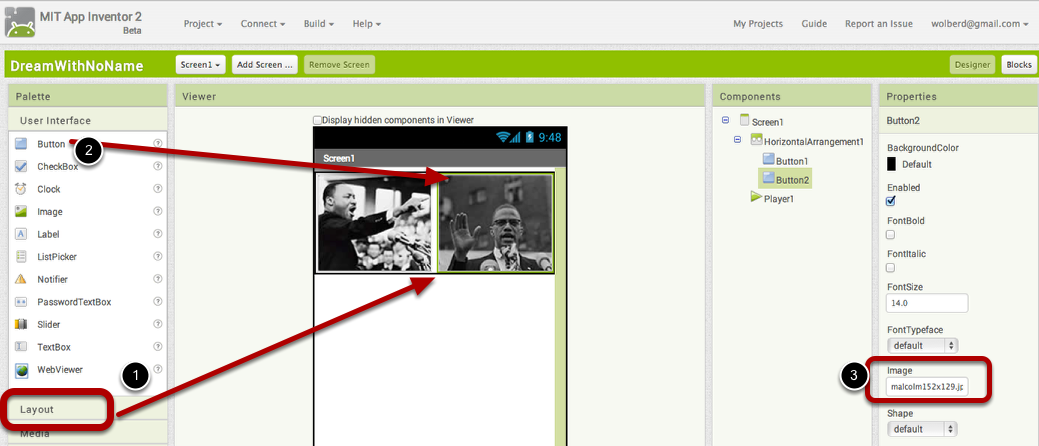 MIT App Inventor 2
Beta
Project Connect Build Help
My Projects Guide Report an Issue wolberd@gmail.com
DreamWithNoName
Screen1 Add Screen ... Remove Screen
Designer Blocks
Palette
User Interface
Button
2
CheckBox
Clock
Image
Label
ListPicker
Notifier
PasswordTextBox
Slider
TextBox
WebViewer
1
Layout
Media
Viewer
Display hidden components in Viewer
9:48
Screen1
Components
Screen1
HorizontalArrangement1
Button1
Button2
Player1
Properties
Button2
BackgroundColor
Default
Enabled
FontBold
FontItalic
FontSize
14.0
FontTypeface
default
3
Image
malcolm152x129.jp
Shape
default